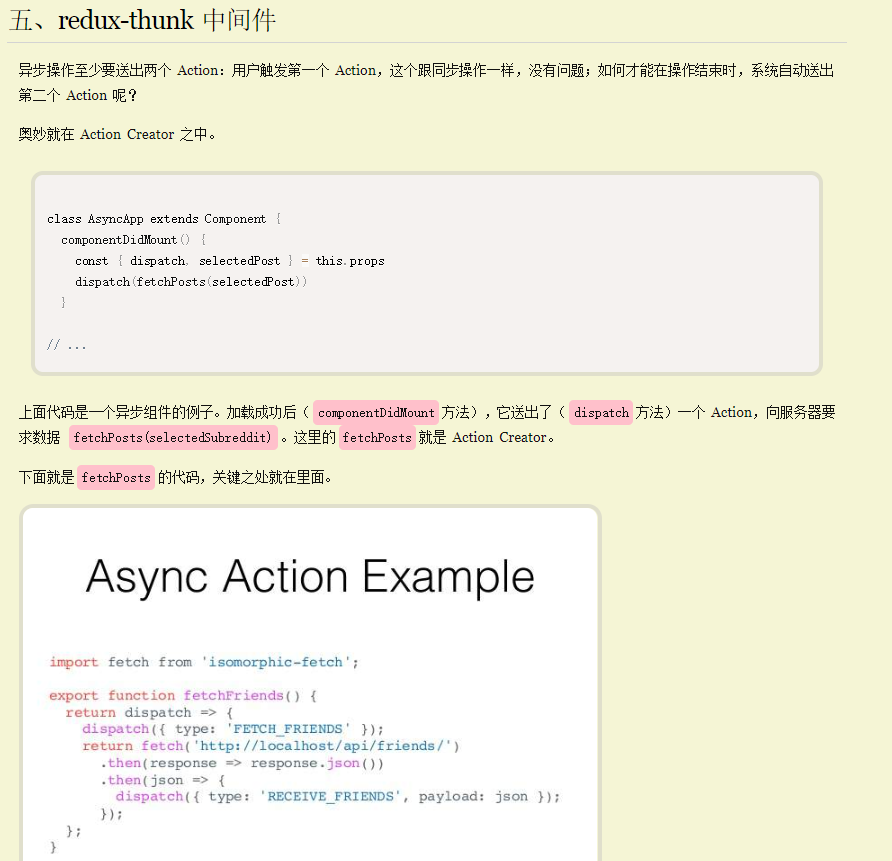 五、redux-thunk 中间件
异步操作至少要送出两个 Action：用户触发第一个 Action，这个跟同步操作一样，没有问题；如何才能在操作结束时，系统自动送出
第二个 Action 呢？
奥妙就在 Action Creator 之中。
class AsyncApp extends Component {
  componentDidMount() {
    const { dispatch, selectedPost } = this.props
    dispatch(fetchPosts(selectedPost))
  }
// ...
上面代码是一个异步组件的例子。加载成功后（ componentDidMount 方法），它送出了（ dispatch 方法）一个 Action，向服务器要
求数据 fetchPosts(selectedSubreddit) 。这里的 fetchPosts 就是 Action Creator。
下面就是 fetchPosts 的代码，关键之处就在里面。
Async Action Example
import fetch from 'isomorphic-fetch';
export function fetchFriends() {
  return dispatch => {
    dispatch({ type: 'FETCH_FRIENDS' });
    return fetch('http://localhost/api/friends/')
      .then(response => response.json())
      .then(json => {
        dispatch({ type: 'RECEIVE_FRIENDS', payload: json });
      });
  };
}